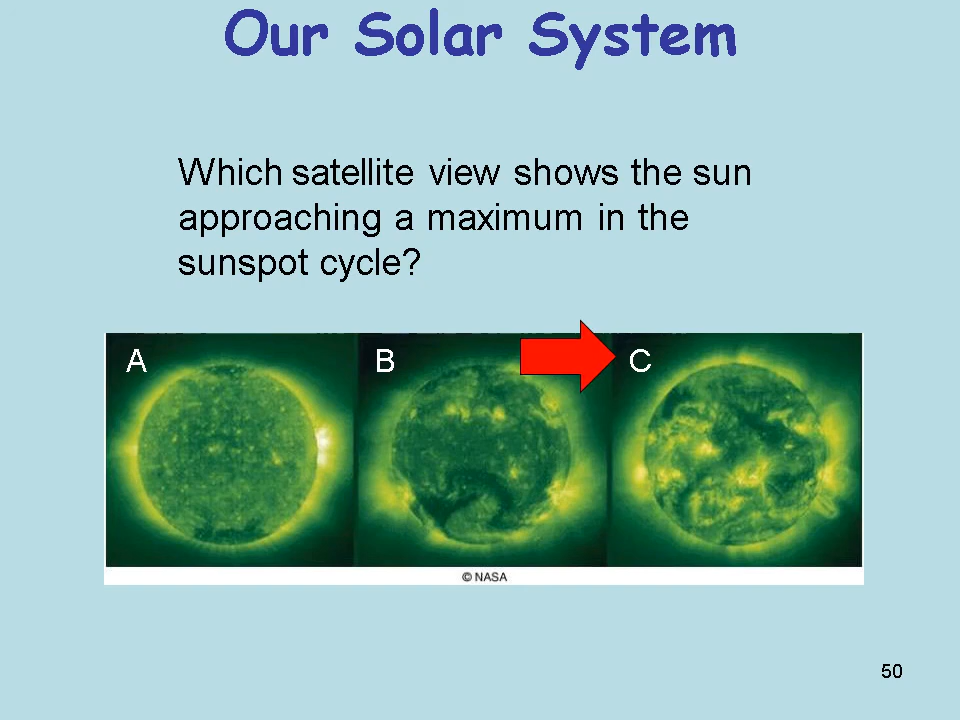 Our Solar System
Which satellite view shows the sun
approaching a maximum in the
sunspot cycle?
A B C
© NASA
50